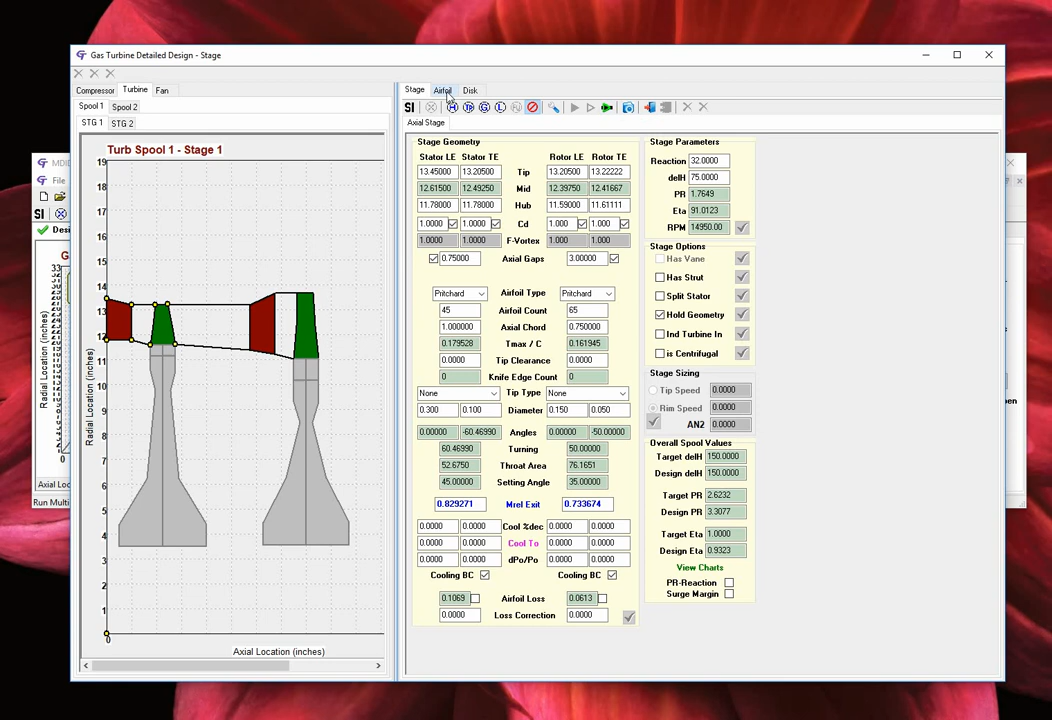 Gas Turbine Detailed Design - Stage
Compressor Turbine Fan
Spool 1 Spool 2
STG 1 STG 2
Turb Spool 1 - Stage 1
19
18
17
16
15
14
13
12
11
10
9
8
7
6
5
4
3
2
1
0
Radial Location (inches)
Axial Location (inches)
Stage Airfoil Disk
SI
Axial Stage
Stage Geometry
Stator LE Stator TE Rotor LE Rotor TE
13.45000 13.20500 Tip 13.20500 13.22222
12.61500 12.49250 Mid 12.39750 12.41667
11.78000 11.78000 Hub 11.59000 11.61111
1.0000 1.0000 Cd 1.000 1.000
1.0000 1.0000 F-Vortex 1.000 1.000
0.75000 Axial Gaps 3.00000
Pritchard Airfoil Type Pritchard
45 Airfoil Count 65
1.000000 Axial Chord 0.750000
0.179528 Tmax / C 0.161945
0.0000 Tip Clearance 0.0000
0 Knife Edge Count 0
None Tip Type None
0.300 0.100 Diameter 0.150 0.050
0.00000 -60.46990 Angles 0.00000 -50.00000
60.46990 Turning 50.00000
52.6750 Throat Area 76.1651
45.00000 Setting Angle 35.00000
0.829271 Mrel Exit 0.733674
0.0000 0.0000 Cool %dec 0.0000 0.0000
0.0000 0.0000 Cool To 0.0000 0.0000
0.0000 0.0000 dPo/Po 0.0000 0.0000
Cooling BC Cooling BC
0.1069 Airfoil Loss 0.0613
0.0000 Loss Correction 0.0000
Stage Parameters
Reaction 32.0000
delH 75.0000
PR 1.7649
Eta 91.0123
RPM 14950.00
Stage Options
Has Vane
Has Strut
Split Stator
Hold Geometry
Ind Turbine In
is Centrifugal
Stage Sizing
Tip Speed 0.0000
Rim Speed 0.0000
AN2 0.0000
Overall Spool Values
Target delH 150.0000
Design delH 150.0000
Target PR 2.6232
Design PR 3.3077
Target Eta 1.0000
Design Eta 0.9323
View Charts
PR-Reaction
Surge Margin
File
SI
Radial Location (inches)
Axial Loc
Run Multi